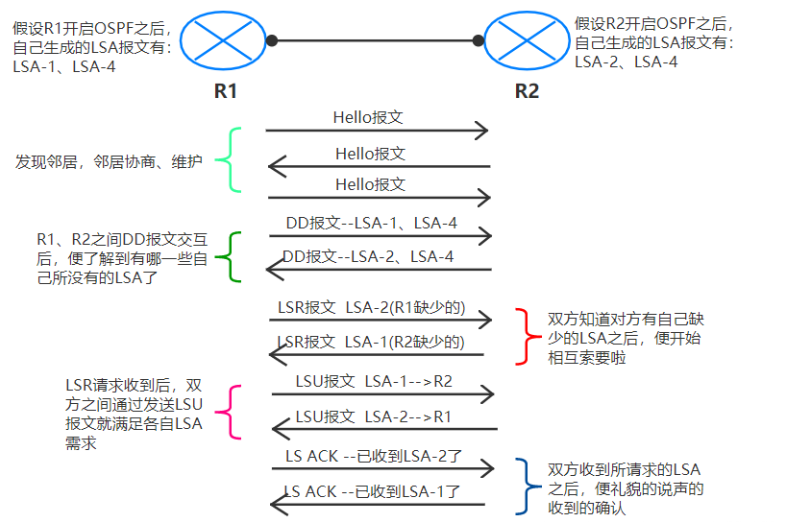 假设R1开启OSPF之后，
自己生成的LSA报文有：
LSA-1、LSA-4
假设R2开启OSPF之后，
自己生成的LSA报文有：
LSA-2、LSA-4
R1
R2
Hello报文
Hello报文
Hello报文
发现邻居，邻居协商、维护
DD报文--LSA-1、LSA-4
DD报文--LSA-2、LSA-4
R1、R2之间DD报文交互
后，便了解到有哪一些自
己所没有的LSA了
LSR报文 LSA-2(R1缺少的)
LSR报文 LSA-1(R2缺少的)
双方知道对方有自己缺
少的LSA之后，便开始
相互索要啦
LSR请求收到后，双
方之间通过发送LSU
报文就满足各自LSA
需求
LSU报文 LSA-1-->R2
LSU报文 LSA-2-->R1
LS ACK --已收到LSA-2了
LS ACK --已收到LSA-1了
双方收到所请求的LSA
之后，便礼貌的说声的
收到的确认